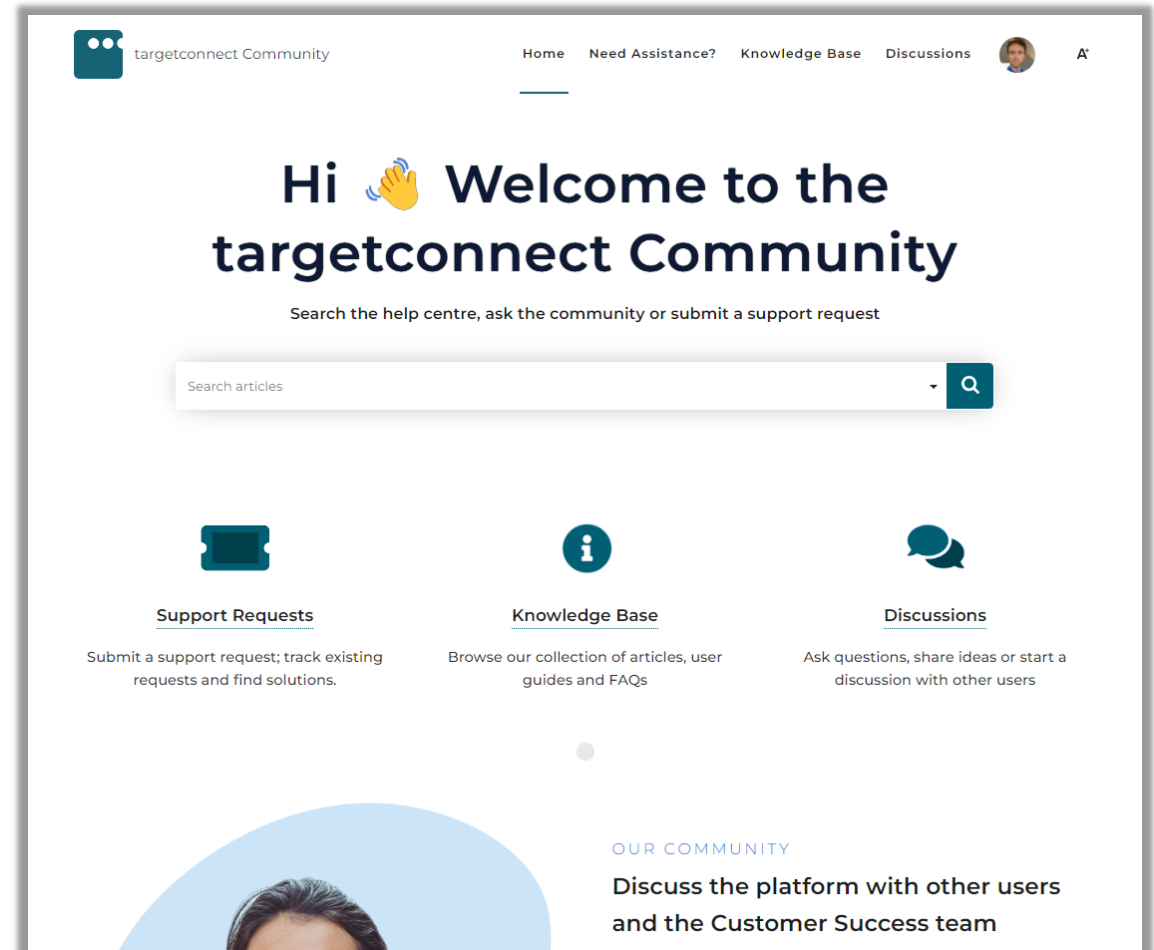 targetconnect Community
Home Need Assistance? Knowledge Base Discussions A+
Hi 👋 Welcome to the
targetconnect Community
Search the help centre, ask the community or submit a support request
Search articles
Support Requests
Submit a support request; track existing
requests and find solutions.
Knowledge Base
Browse our collection of articles, user
guides and FAQs
Discussions
Ask questions, share ideas or start a
discussion with other users
OUR COMMUNITY
Discuss the platform with other users
and the Customer Success team